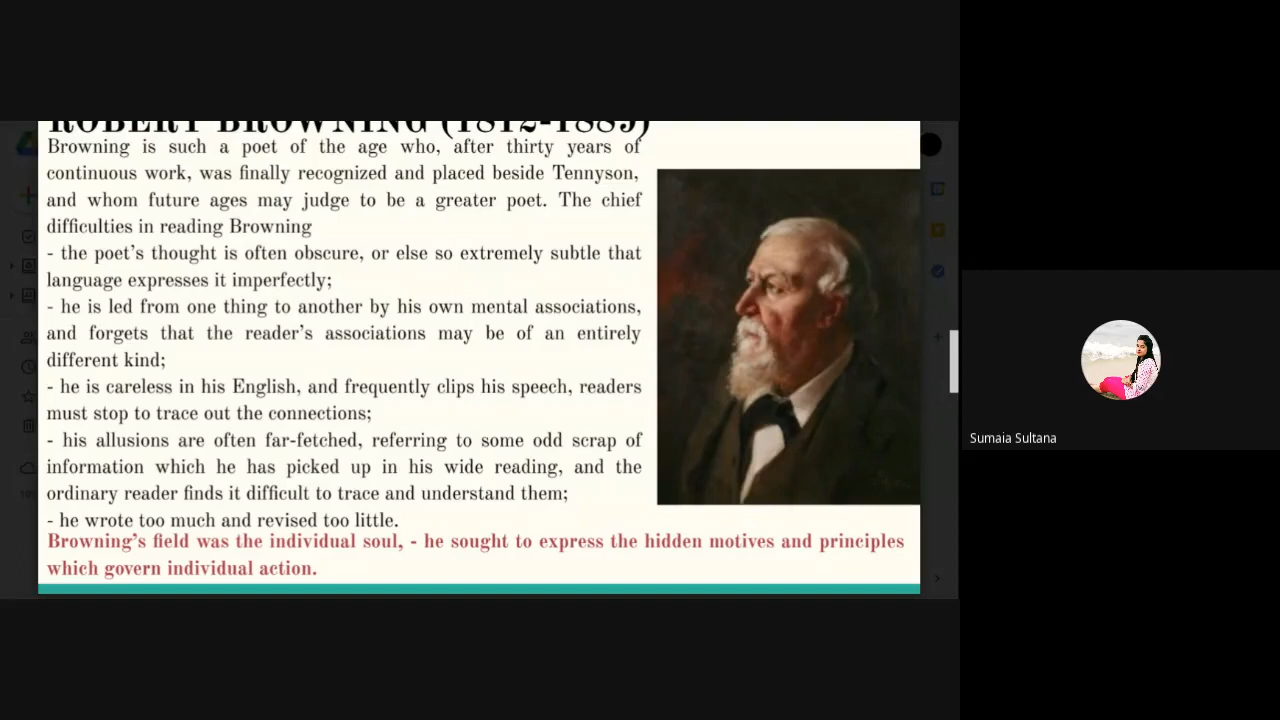 ROBERT BROWNING (1812-1889)
Browning is such a poet of the age who, after thirty years of
continuous work, was finally recognized and placed beside Tennyson,
and whom future ages may judge to be a greater poet. The chief
difficulties in reading Browning
- the poet's thought is often obscure, or else so extremely subtle that
language expresses it imperfectly;
- he is led from one thing to another by his own mental associations,
and forgets that the reader's associations may be of an entirely
different kind;
- he is careless in his English, and frequently clips his speech, readers
must stop to trace out the connections;
- his allusions are often far-fetched, referring to some odd scrap of
information which he has picked up in his wide reading, and the
ordinary reader finds it difficult to trace and understand them;
- he wrote too much and revised too little.
Browning's field was the individual soul, - he sought to express the hidden motives and principles
which govern individual action.
Sumaia Sultana